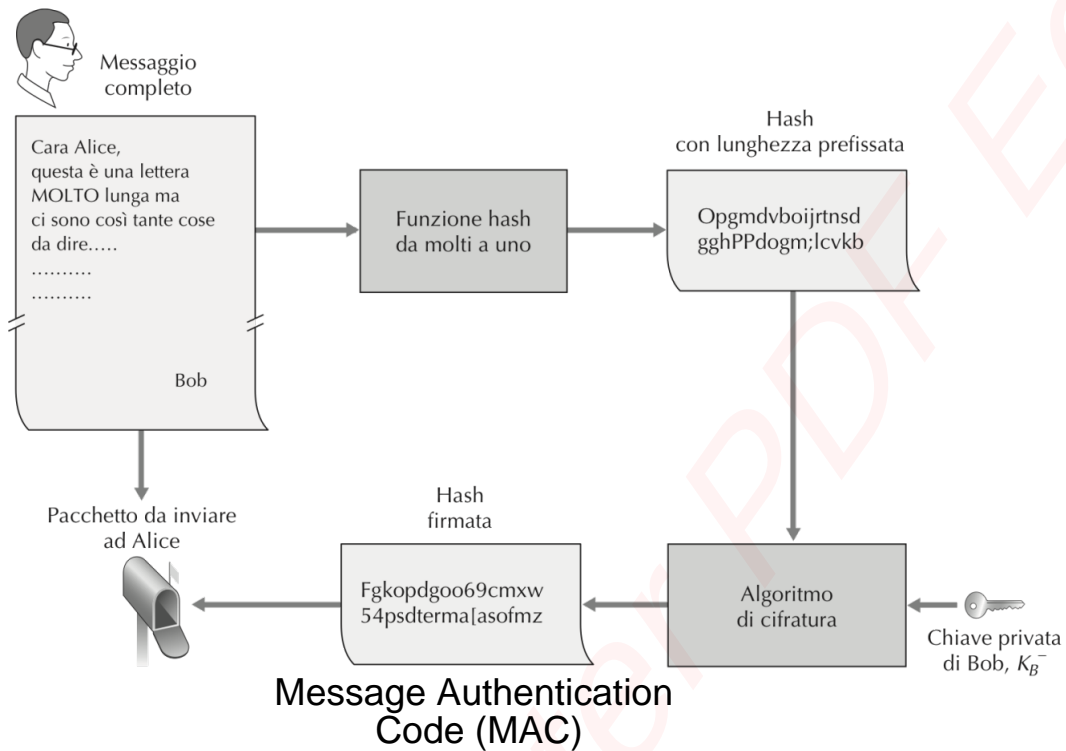 Messaggio
completo
Cara Alice,
questa è una lettera
MOLTO lunga ma
ci sono così tante cose
da dire.....
..........
..........
Bob
Funzione hash
da molti a uno
Hash
con lunghezza prefissata
Opgmdvboijrtnsd
gghPPdogm;lcvkb
Pacchetto da inviare
ad Alice
Hash
firmata
Fgkopdgoo69cmxw
54psdterma[asofmz
Algoritmo
di cifratura
Chiave privata
di Bob, K_B^-
Message Authentication
Code (MAC)
er PDF E